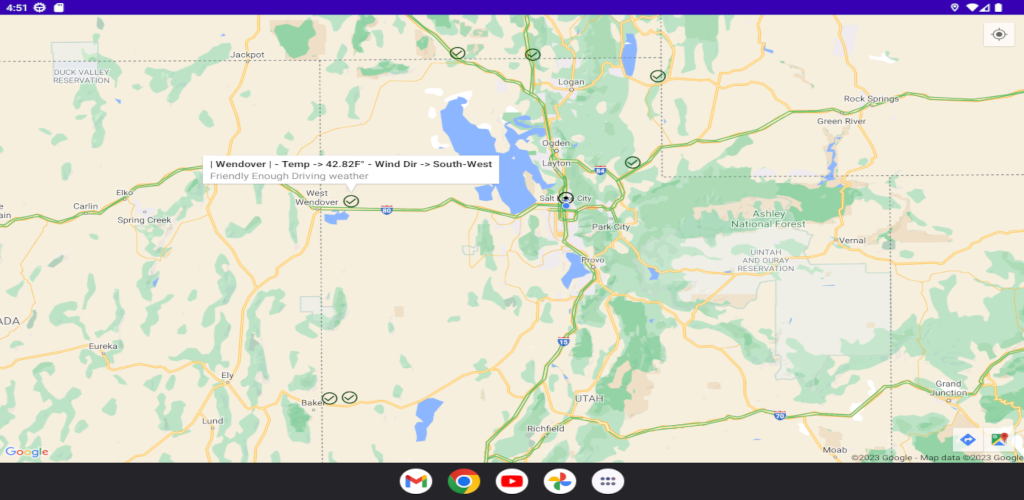 4:51
Jackpot
DUCK VALLEY
RESERVATION
Logan
Rock Springs
Green River
Ogden
Layton
84
| Wendover | - Temp -> 42.82F° - Wind Dir -> South-West
Friendly Enough Driving weather
Elko
Carlin
Spring Creek
West
Wendover
80
Salt City
Park City
Ashley
National Forest
Vernal
UINTAH
AND OURAY
RESERVATION
Provo
ADA
Eureka
15
Ely
Baker
Grand
Junction
UTAH
Lund
70
Richfield
Moab
Google
©2023 Google - Map data ©2023 Google